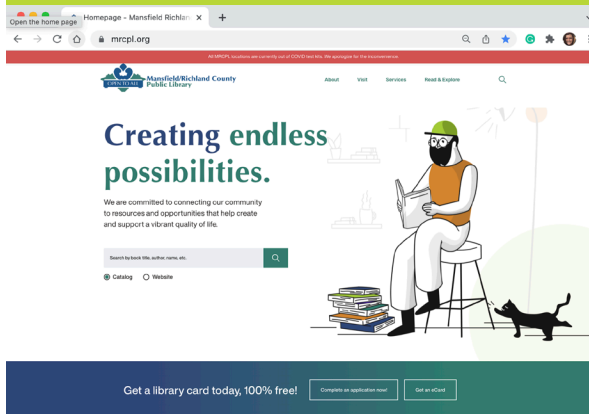 Homepage - Mansfield Richlan
Open the home page
mrcpl.org
All MRCPL locations are currently out of COVID test kits. We apologize for the inconvenience.
OPEN TO ALL
Mansfield/Richland County
Public Library
About Visit Services Read & Explore
Creating endless
possibilities.
We are committed to connecting our community
to resources and opportunities that help create
and support a vibrant quality of life.
Search by book title, author, name, etc.
Catalog Website
Get a library card today, 100% free! Complete an application now! Get an eCard